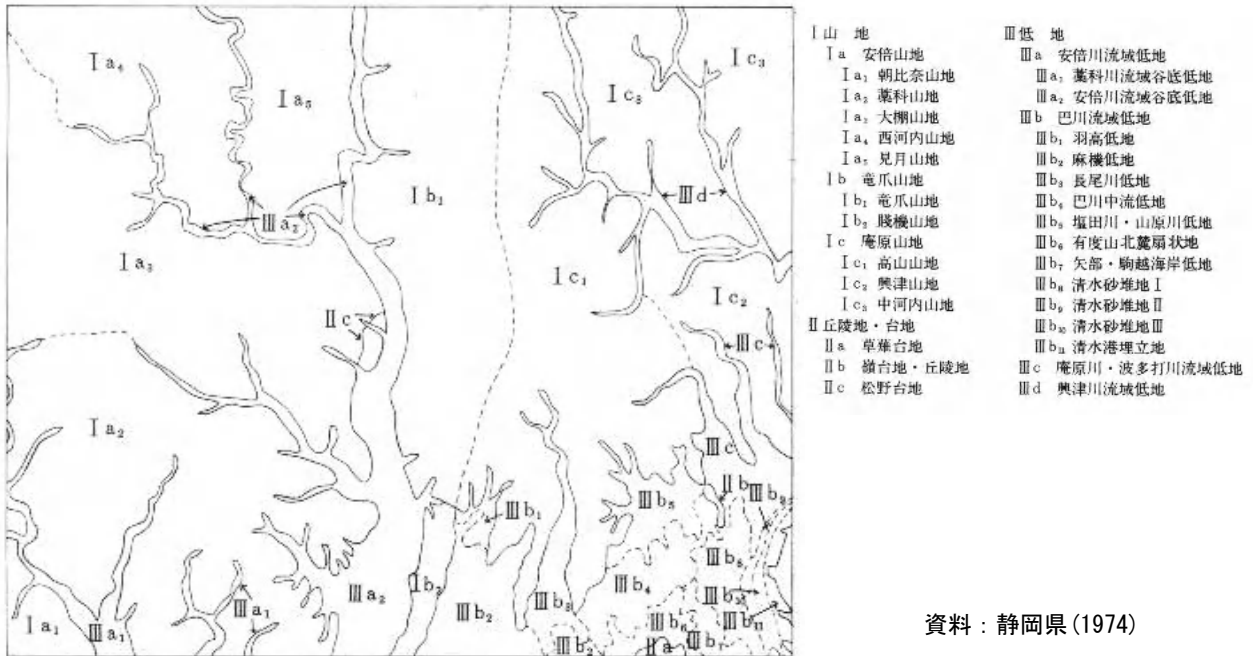 Ⅰa₄
Ⅰa₅
Ⅰc₃
Ⅰc₃
Ⅰb₁
Ⅲd
Ⅲa₂
Ⅰa₃
Ⅰc₁
Ⅰc₂
Ⅱc
Ⅲc
Ⅰa₂
Ⅲc
Ⅱb
Ⅲb₁
Ⅲb₅
Ⅲb₈
Ⅲb₄
Ⅰa₁
Ⅲa₁
Ⅲa₁
Ⅲa₂
Ⅰb₂
Ⅲb₂
Ⅲb₃
Ⅲb₁₀
Ⅲb₆
Ⅲb₁₁
Ⅲb₂
Ⅱa
Ⅲb₇
Ⅰ山 地
Ⅰa 安倍山地
Ⅰa₁ 朝比奈山地
Ⅰa₂ 藁科山地
Ⅰa₃ 大棚山地
Ⅰa₄ 西河内山地
Ⅰa₅ 見月山地
Ⅰb 竜爪山地
Ⅰb₁ 竜爪山地
Ⅰb₂ 賤機山地
Ⅰc 庵原山地
Ⅰc₁ 高山山地
Ⅰc₂ 興津山地
Ⅰc₃ 中河内山地
Ⅱ丘陵地・台地
Ⅱa 草薙台地
Ⅱb 嶺台地・丘陵地
Ⅱc 松野台地
Ⅲ低 地
Ⅲa 安倍川流域低地
Ⅲa₁ 藁科川流域谷底低地
Ⅲa₂ 安倍川流域谷底低地
Ⅲb 巴川流域低地
Ⅲb₁ 羽高低地
Ⅲb₂ 麻機低地
Ⅲb₃ 長尾川低地
Ⅲb₄ 巴川中流低地
Ⅲb₅ 塩田川・山原川低地
Ⅲb₆ 有度山北麓扇状地
Ⅲb₇ 矢部・駒越海岸低地
Ⅲb₈ 清水砂堆地Ⅰ
Ⅲb₉ 清水砂堆地Ⅱ
Ⅲb₁₀ 清水砂堆地Ⅲ
Ⅲb₁₁ 清水港埋立地
Ⅲc 庵原川・波多打川流域低地
Ⅲd 興津川流域低地
資料：静岡県(1974)